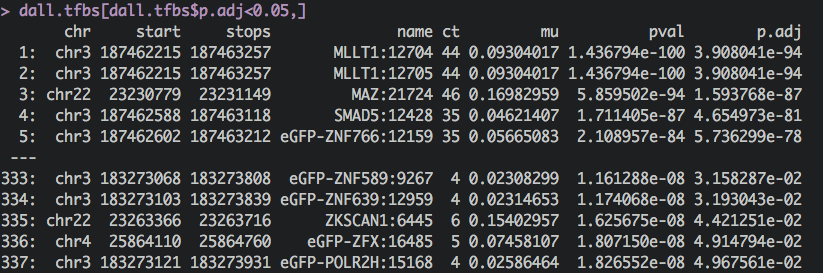 > dall.tfbs[dall.tfbs$p.adj<0.05,]
chr start stops name ct mu pval p.adj
1: chr3 187462215 187463257 MLLT1:12704 44 0.09304017 1.436794e-100 3.908041e-94
2: chr3 187462215 187463257 MLLT1:12705 44 0.09304017 1.436794e-100 3.908041e-94
3: chr22 23230779 23231149 MAZ:21724 46 0.16982959 5.859502e-94 1.593768e-87
4: chr3 187462588 187463118 SMAD5:12428 35 0.04621407 1.711405e-87 4.654973e-81
5: chr3 187462602 187463212 eGFP-ZNF766:12159 35 0.05665083 2.108957e-84 5.736299e-78
---
333: chr3 183273068 183273808 eGFP-ZNF589:9267 4 0.02308299 1.161288e-08 3.158287e-02
334: chr3 183273103 183273839 eGFP-ZNF639:12959 4 0.02314653 1.174068e-08 3.193043e-02
335: chr22 23263366 23263716 ZKSCAN1:6445 6 0.15402957 1.625675e-08 4.421251e-02
336: chr4 25864110 25864760 eGFP-ZFX:16485 5 0.07458107 1.807150e-08 4.914794e-02
337: chr3 183273121 183273931 eGFP-POLR2H:15168 4 0.02586464 1.826552e-08 4.967561e-02